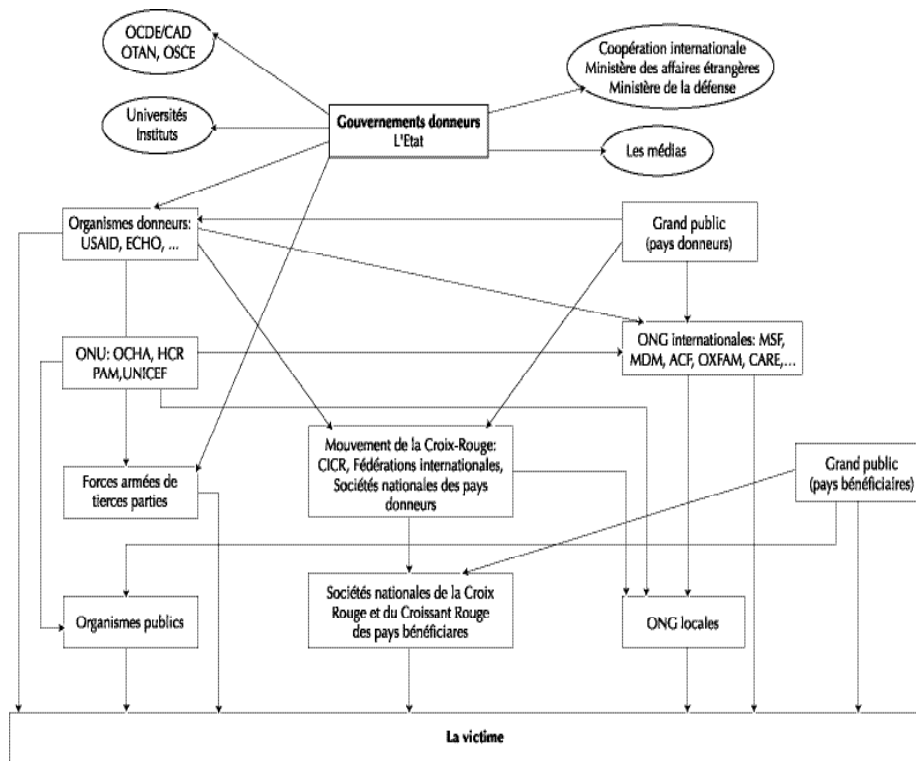 OCDE/CAD
OTAN, OSCE
Coopération internationale
Ministère des affaires étrangères
Ministère de la défense
Universités
Instituts
Gouvernements donneurs
L'Etat
Les médias
Organismes donneurs:
USAID, ECHO, ...
Grand public
(pays donneurs)
ONU: OCHA, HCR
PAM,UNICEF
ONG internationales: MSF,
MDM, ACF, OXFAM, CARE,...
Mouvement de la Croix-Rouge:
CICR, Fédérations internationales,
Sociétés nationales des pays
donneurs
Forces armées de
tierces parties
Grand public
(pays bénéficiaires)
Organismes publics
Sociétés nationales de la Croix
Rouge et du Croissant Rouge
des pays bénéficiares
ONG locales
La victime